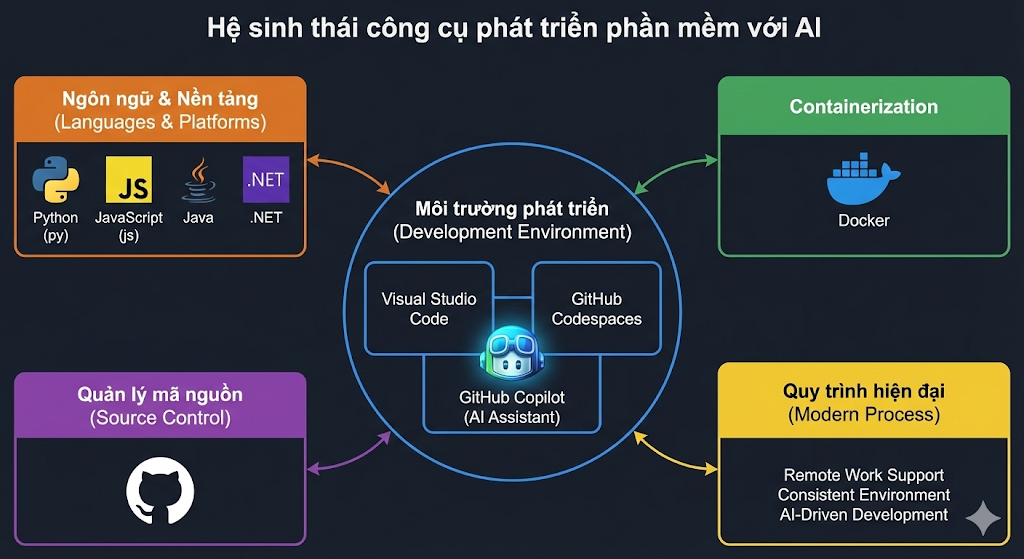 Hệ sinh thái công cụ phát triển phần mềm với AI
Ngôn ngữ & Nền tảng
(Languages & Platforms)
JS
.NET
Python
(py)
JavaScript
(js)
Java
.NET
Containerization
Docker
Môi trường phát triển
(Development Environment)
Visual Studio
Code
GitHub
Codespaces
GitHub Copilot
(AI Assistant)
Quản lý mã nguồn
(Source Control)
Quy trình hiện đại
(Modern Process)
Remote Work Support
Consistent Environment
AI-Driven Development